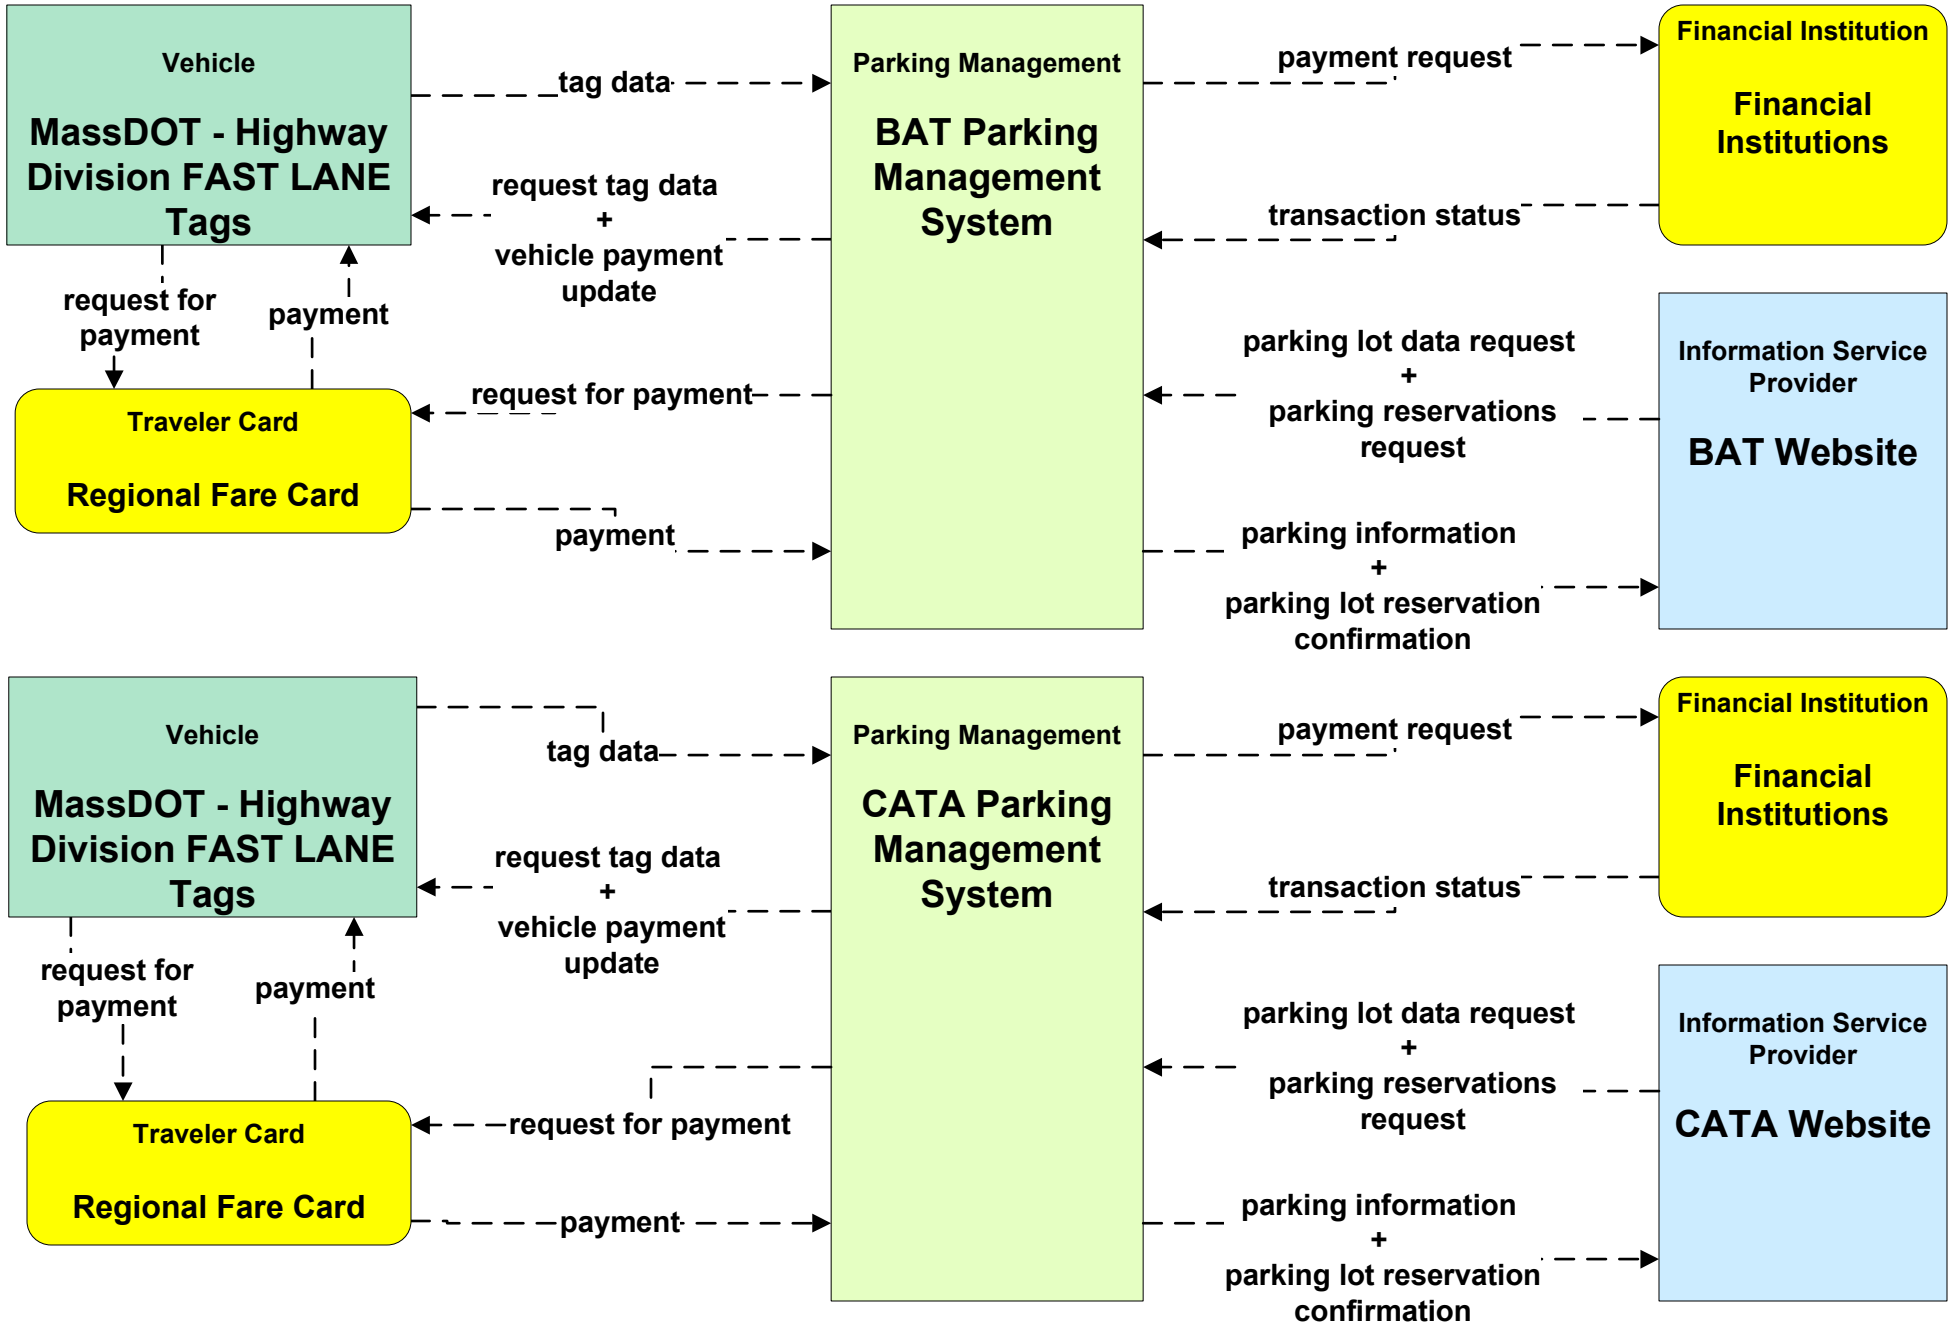 Vehicle
MassDOT - Highway
Division FAST LANE
Tags
tag data
request tag data
+
vehicle payment
update
request for
payment
payment
Traveler Card
Regional Fare Card
request for payment
payment
Parking Management
BAT Parking
Management
System
payment request
transaction status
Financial Institution
Financial
Institutions
parking lot data request
+
parking reservations
request
parking information
+
parking lot reservation
confirmation
Information Service
Provider
BAT Website
Vehicle
MassDOT - Highway
Division FAST LANE
Tags
tag data
request tag data
+
vehicle payment
update
request for
payment
payment
Traveler Card
Regional Fare Card
request for payment
payment
Parking Management
CATA Parking
Management
System
payment request
transaction status
Financial Institution
Financial
Institutions
parking lot data request
+
parking reservations
request
parking information
+
parking lot reservation
confirmation
Information Service
Provider
CATA Website